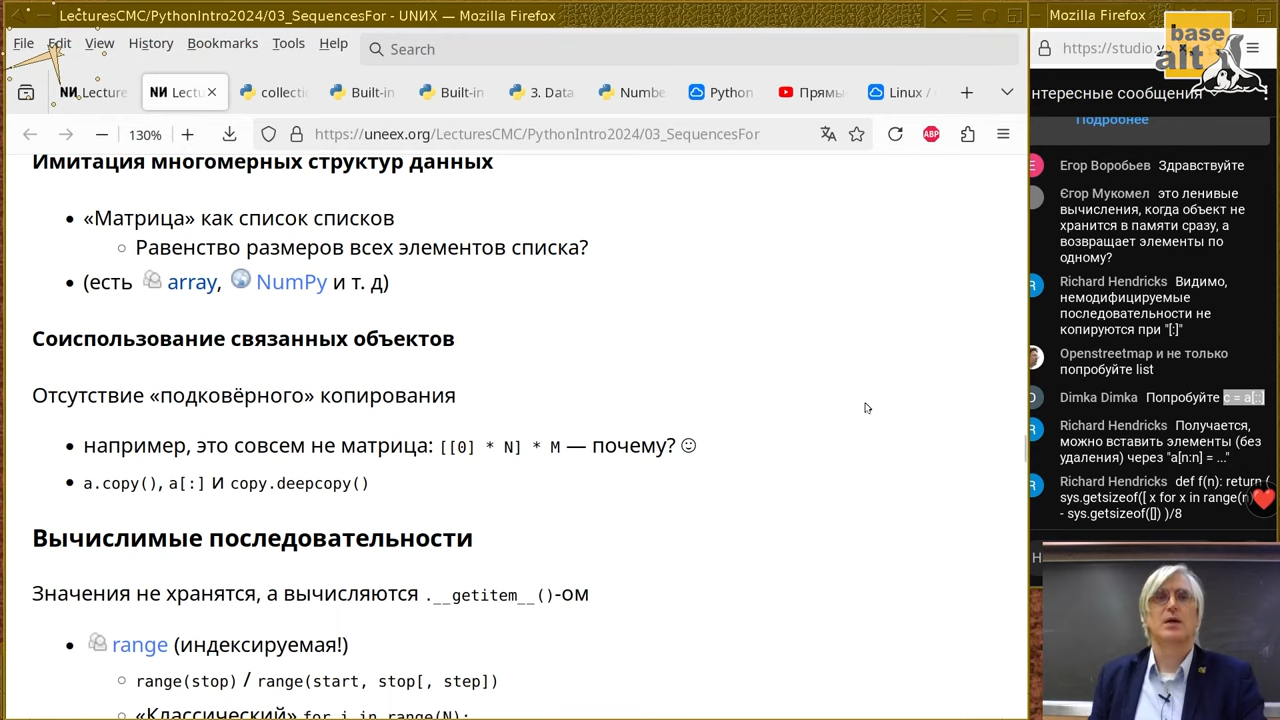 LecturesCMC/PythonIntro2024/03_SequencesFor - UNИX — Mozilla Firefox
File Edit View History Bookmarks Tools Help
Search
Lecture
Lectu
collecti
Built-in
Built-in
3. Data
Numbe
Python
Прямы
Linux /
130%
https://uneex.org/LecturesCMC/PythonIntro2024/03_SequencesFor
ABP
Имитация многомерных структур данных
«Матрица» как список списков
Равенство размеров всех элементов списка?
(есть array, NumPy и т. д)
Соиспользование связанных объектов
Отсутствие «подковёрного» копирования
например, это совсем не матрица: [[0] * N] * M — почему? ☺
a.copy(), a[:] и copy.deepcopy()
Вычислимые последовательности
Значения не хранятся, а вычисляются .__getitem__()-ом
range (индексируемая!)
range(stop) / range(start, stop[, step])
«Классический» for i in range(N):
Mozilla Firefox
base
alt
https://studio.y
нтересные сообщения
Подробнее
Егор Воробьев Здравствуйте
Єгор Мукомел это ленивые
вычисления, когда объект не
хранится в памяти сразу, а
возвращает элементы по
одному?
Richard Hendricks Видимо,
немодифицируемые
последовательности не
копируются при "[:]"
Openstreetmap и не только
попробуйте list
Dimka Dimka Попробуйте c = a[::]
Richard Hendricks Получается,
можно вставить элементы (без
удаления) через "a[n:n] = ..."
Richard Hendricks def f(n): return (
sys.getsizeof([ x for x in range(n)
- sys.getsizeof([]) )/8